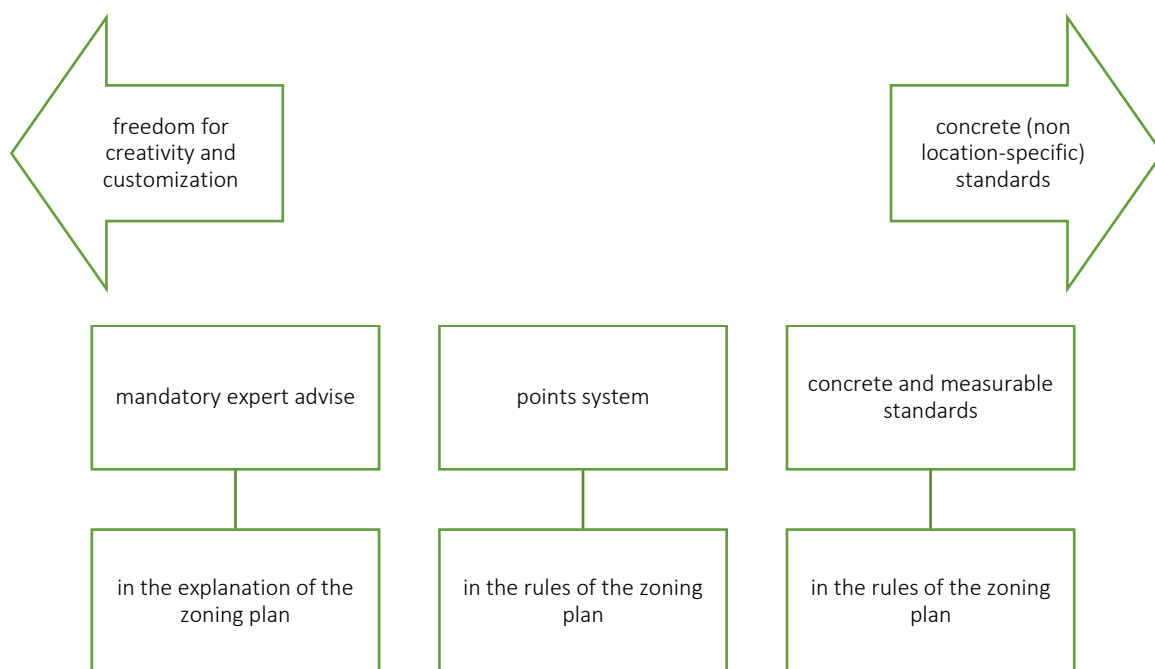 freedom for
creativity and
customization
concrete (non
location-specific)
standards
mandatory expert advise
points system
concrete and measurable
standards
in the explanation of the
zoning plan
in the rules of the zoning
plan
in the rules of the zoning
plan